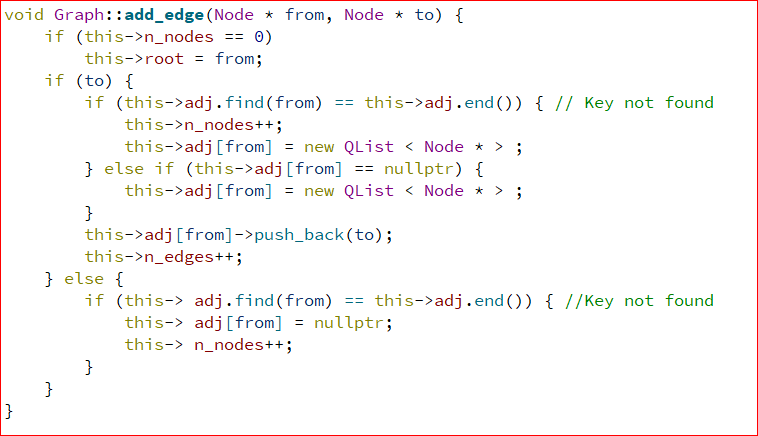 void Graph::add_edge(Node * from, Node * to) {
    if (this->n_nodes == 0)
        this->root = from;
    if (to) {
        if (this->adj.find(from) == this->adj.end()) { // Key not found
            this->n_nodes++;
            this->adj[from] = new QList < Node * > ;
        } else if (this->adj[from] == nullptr) {
            this->adj[from] = new QList < Node * > ;
        }
        this->adj[from]->push_back(to);
        this->n_edges++;
    } else {
        if (this-> adj.find(from) == this->adj.end()) { //Key not found
            this-> adj[from] = nullptr;
            this-> n_nodes++;
        }
    }
}